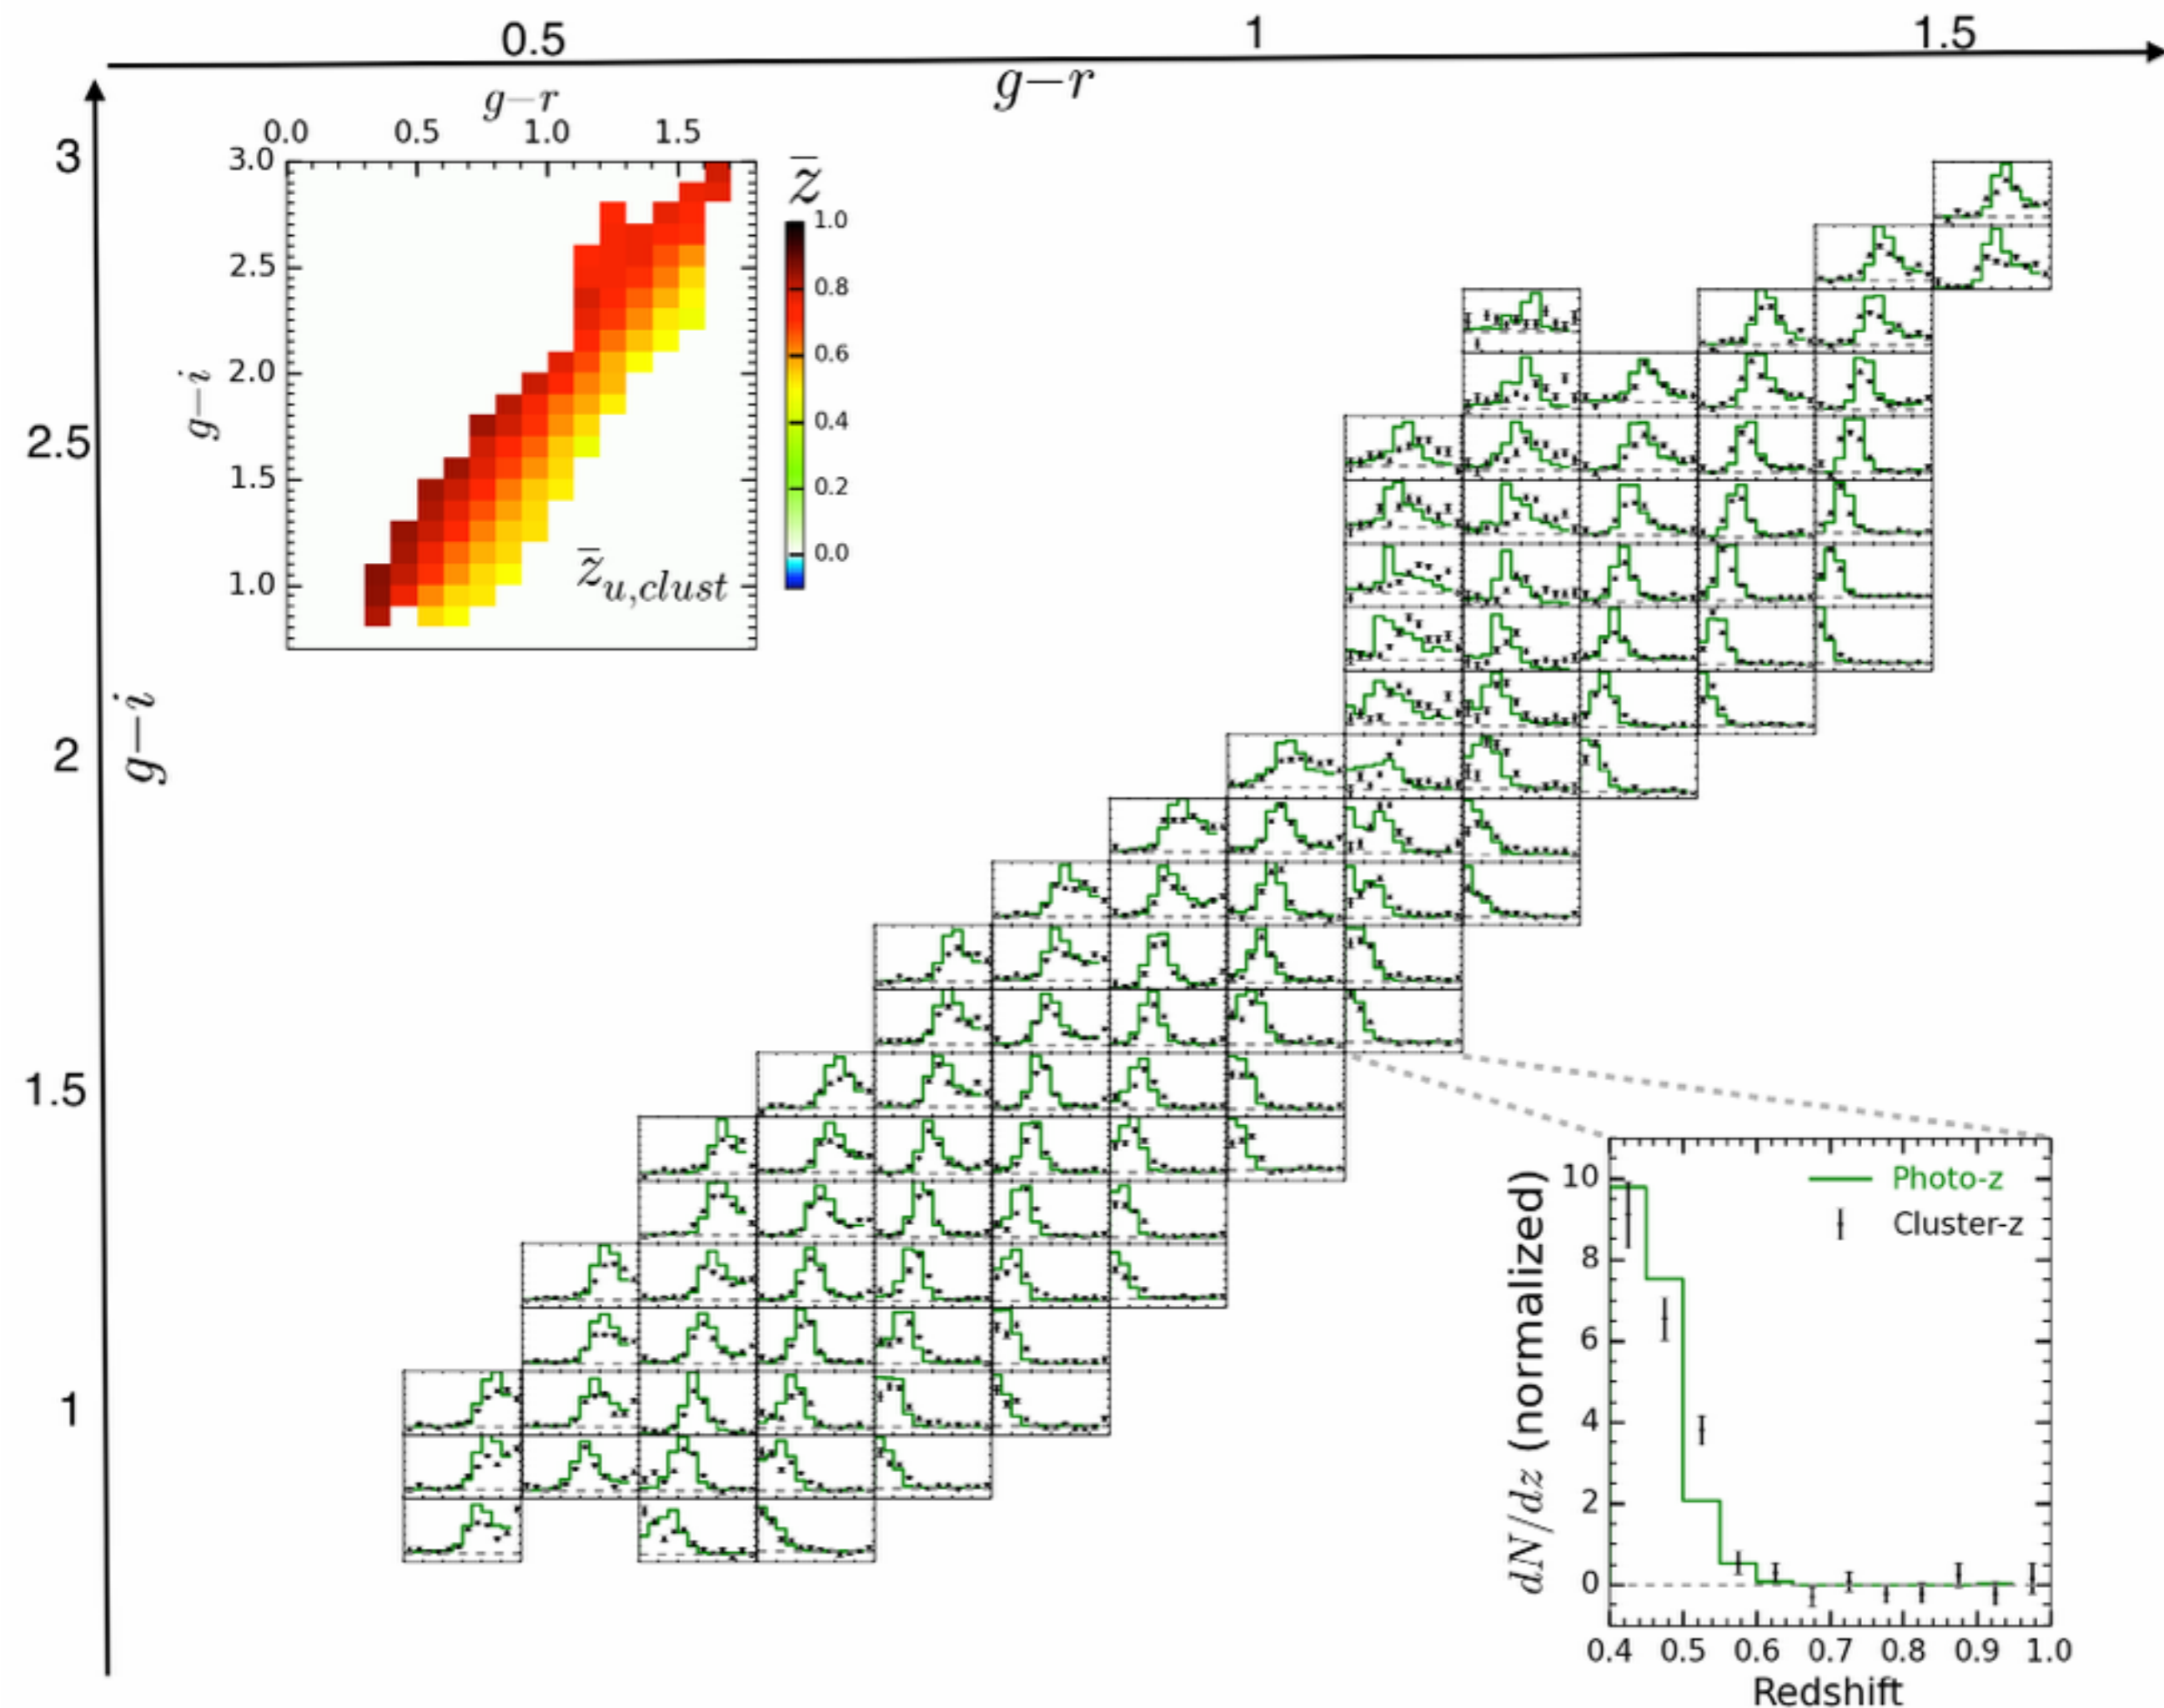 0.5 1 1.5
g−r
g−r
0.0 0.5 1.0 1.5
3
2.5
2
1.5
1
g−i
3.0
2.5
2.0
1.5
1.0
g−i
z̅
1.0
0.8
0.6
0.4
0.2
0.0
z̅u,clust
Photo-z
Cluster-z
dN/dz (normalized)
10
8
6
4
2
0
0.4 0.5 0.6 0.7 0.8 0.9 1.0
Redshift